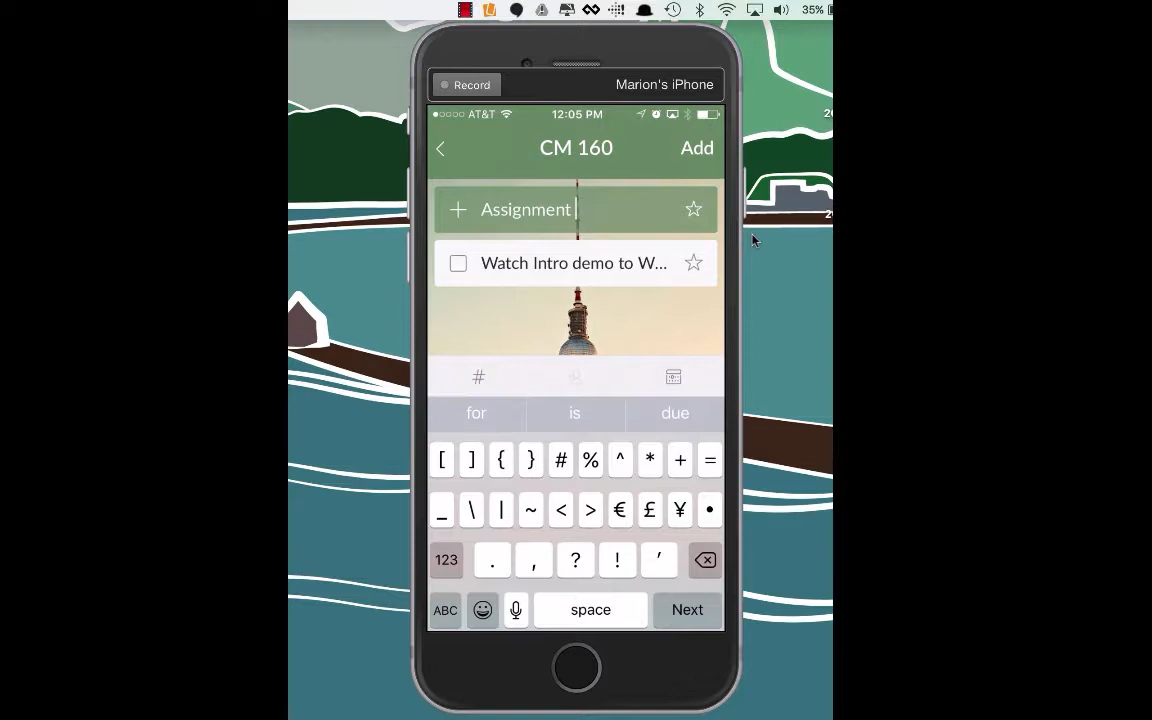 35%
Record
Marion's iPhone
AT&T
12:05 PM
CM 160
Add
+ Assignment
Watch Intro demo to W...
#
for is due
[ ] { } # % ^ * + =
_ \ | ~ < > € £ ¥ •
123 . , ? ! ′
ABC space Next